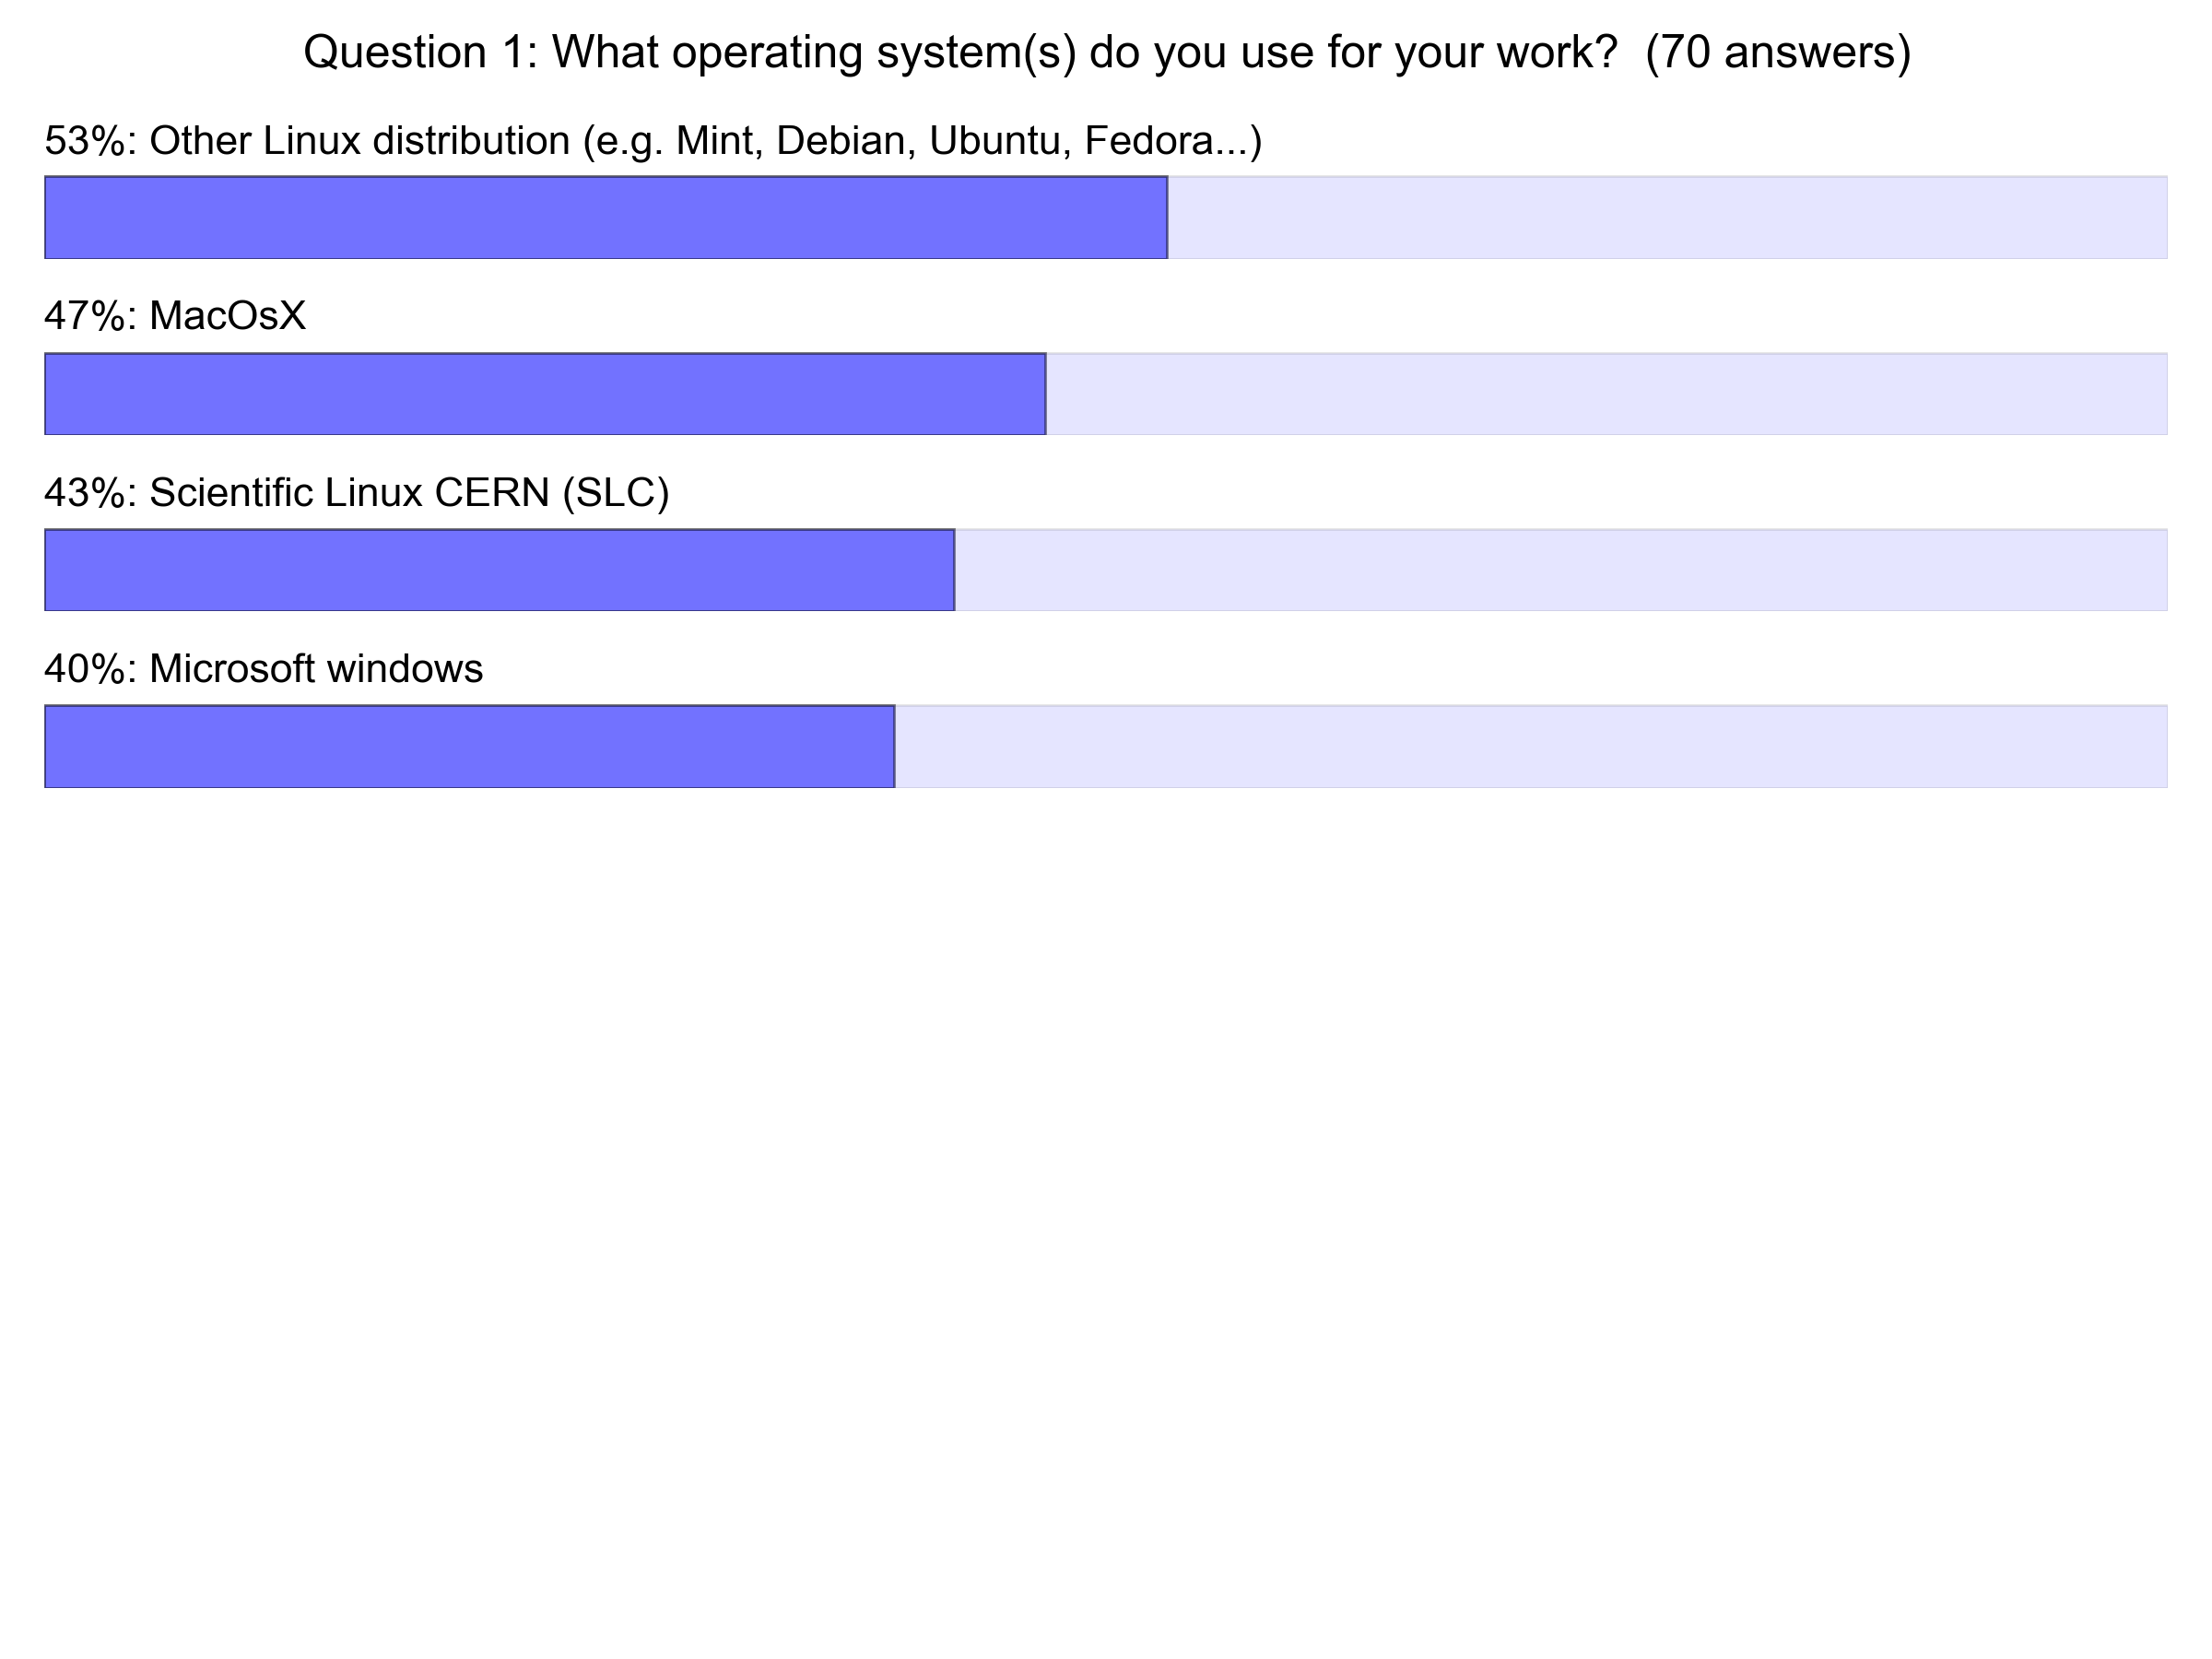 Question 1: What operating system(s) do you use for your work?  (70 answers)
53%: Other Linux distribution (e.g. Mint, Debian, Ubuntu, Fedora...)
47%: MacOsX
43%: Scientific Linux CERN (SLC)
40%: Microsoft windows